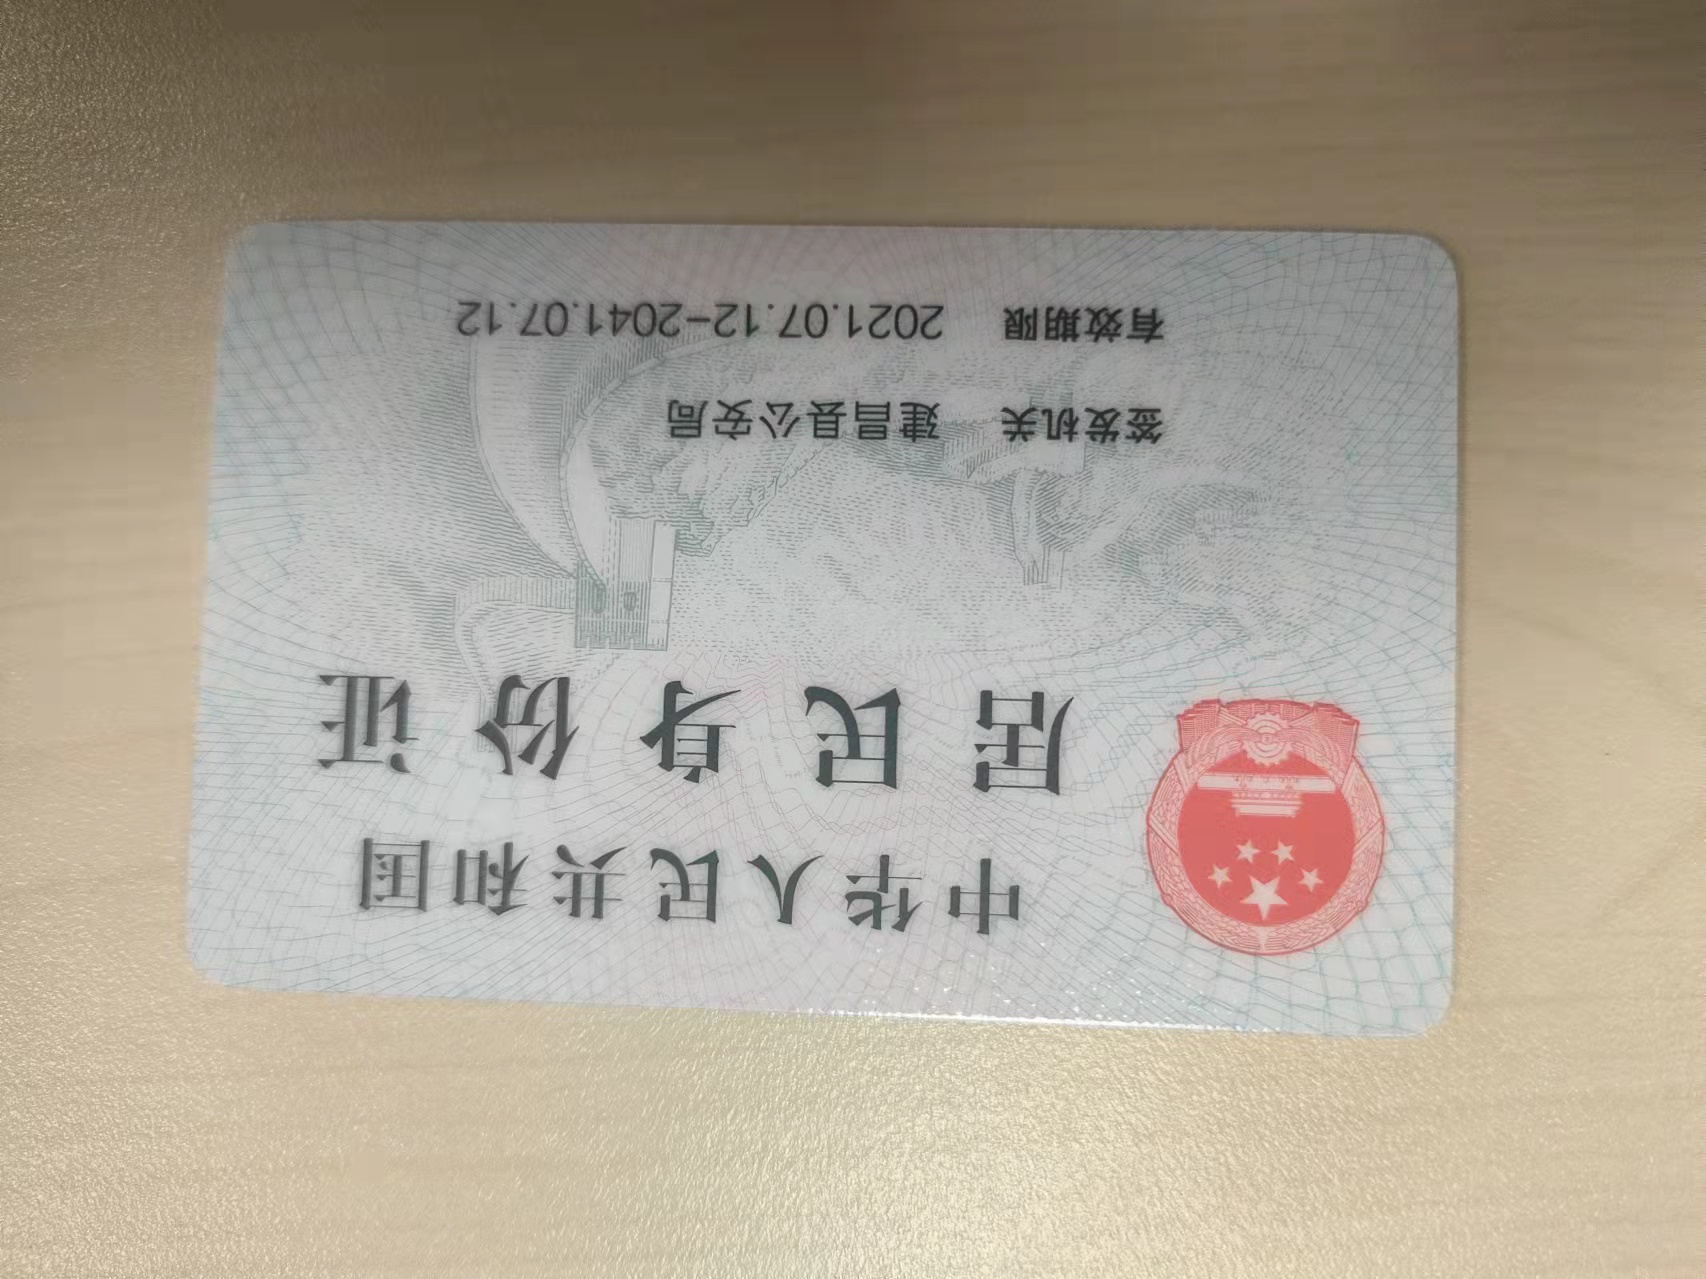 中华人民共和国
居民身份证
签发机关 建昌县公安局
有效期限 2021.07.12-2041.07.12